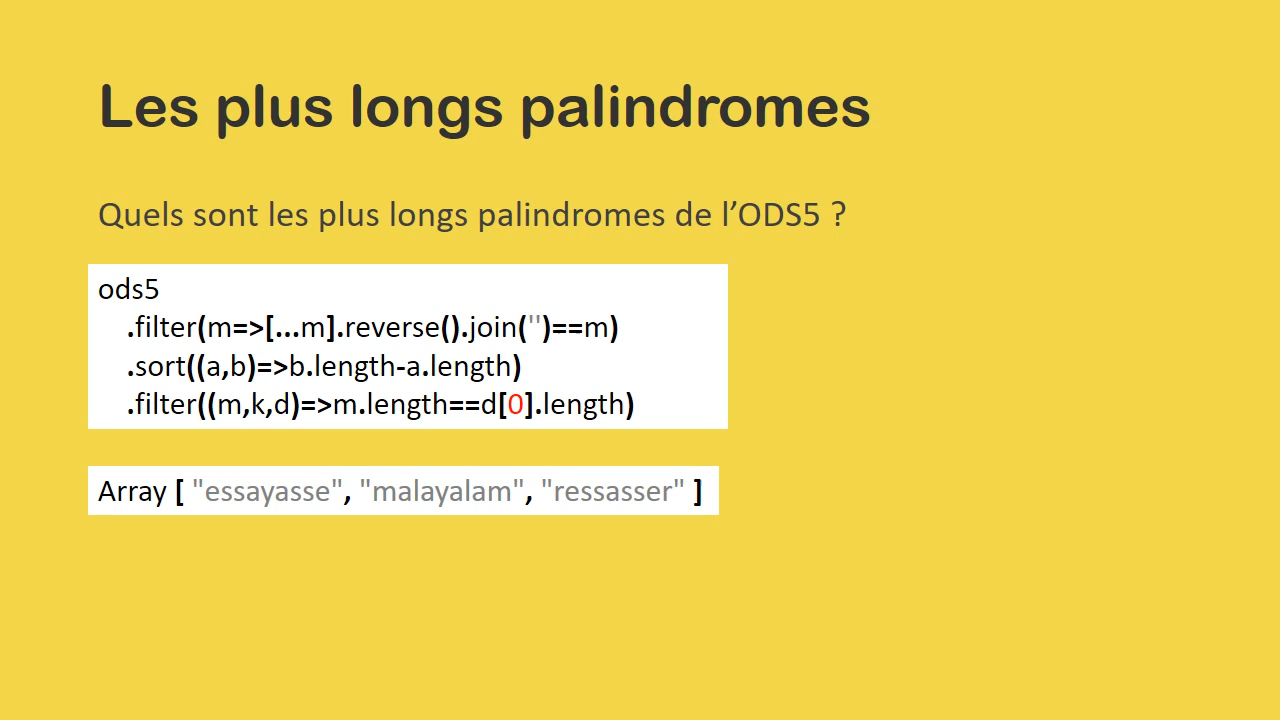 Les plus longs palindromes
Quels sont les plus longs palindromes de l’ODS5 ?
ods5
.filter(m=>[...m].reverse().join('')==m)
.sort((a,b)=>b.length-a.length)
.filter((m,k,d)=>m.length==d[0].length)
Array [ "essayasse", "malayalam", "ressasser" ]